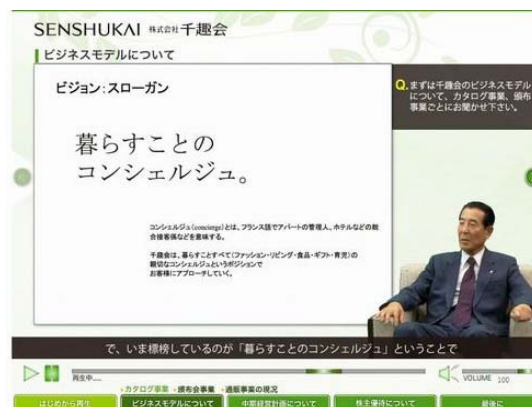 SENSHUKAI 株式会社千趣会
ビジネスモデルについて
ビジョン:スローガン
暮らすことの
コンシェルジュ。
コンシェルジュ(concierge)とは、フランス語でアパートの管理人、ホテルなどの総
合接客係などを意味する。
千趣会は、暮らすことすべて(ファッション・リビング・食品・ギフト・育児)の
親切なコンシェルジュというポジションで
お客様にアプローチしていく。
Q.まずは千趣会のビジネスモデル
について、カタログ事業、頒布
事業ごとにお聞かせ下さい。
で、いま標榜しているのが「暮らすことのコンシェルジュ」ということで
再生中......
VOLUME 100
カタログ事業 頒布会事業 通販事業の現況
はじめから再生 ビジネスモデルについて 中期経営計画について 株主優待について 最後に